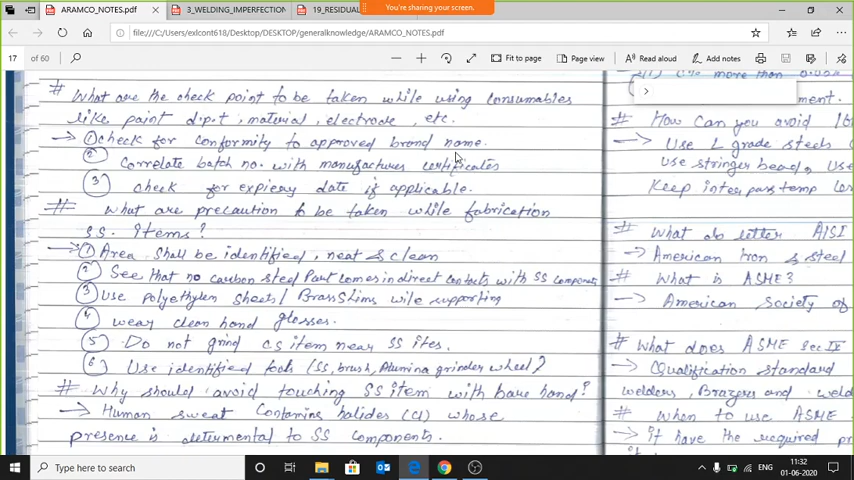 ARAMCO_NOTES.pdf
3_WELDING_IMPERFECTION
19_RESIDUAL
You're sharing your screen.
file:///C:/Users/exlcont618/Desktop/DESKTOP/generalknowledge/ARAMCO_NOTES.pdf
17 of 60
Fit to page
Page view
Read aloud
Add notes
# What are the check point to be taken while using consumables
like paint d.p.t, material, electrode, etc.
→ ① Check for conformity to approved brand name.
② Correlate batch no. with manufactures certificates
③ check for expiery date if applicable.
## What are precaution to be taken while fabrication
SS. Items?
→ ① Area shall be identified, neat & clean
② See that no carbon steel Part comes in direct contacts with SS component
③ Use polyethylen sheets/ Brass Shims wile supporting
④ wear clean hand glosses.
⑤ Do not grind CS item near SS ites.
⑥ Use identified tools (SS, brush, Alumina grinder wheel?
# Why should avoid touching SS item with bare hand?
→ Human sweat Contamins halides (Cl) whose
presence is determental to SS components.
more than
ment.
# How Can you avoid
→ Use L grade steels
use stringer bead, U
Keep interpass temp
# What do letter AISI
→ American Iron & Steel
# What is ASME?
→ American Society of
# What does ASME Sec IX
→ Qualification standard
welders, Brazers and weld
# When to use ASME
→ it have the required
Type here to search
ENG
11:32
01-06-2020